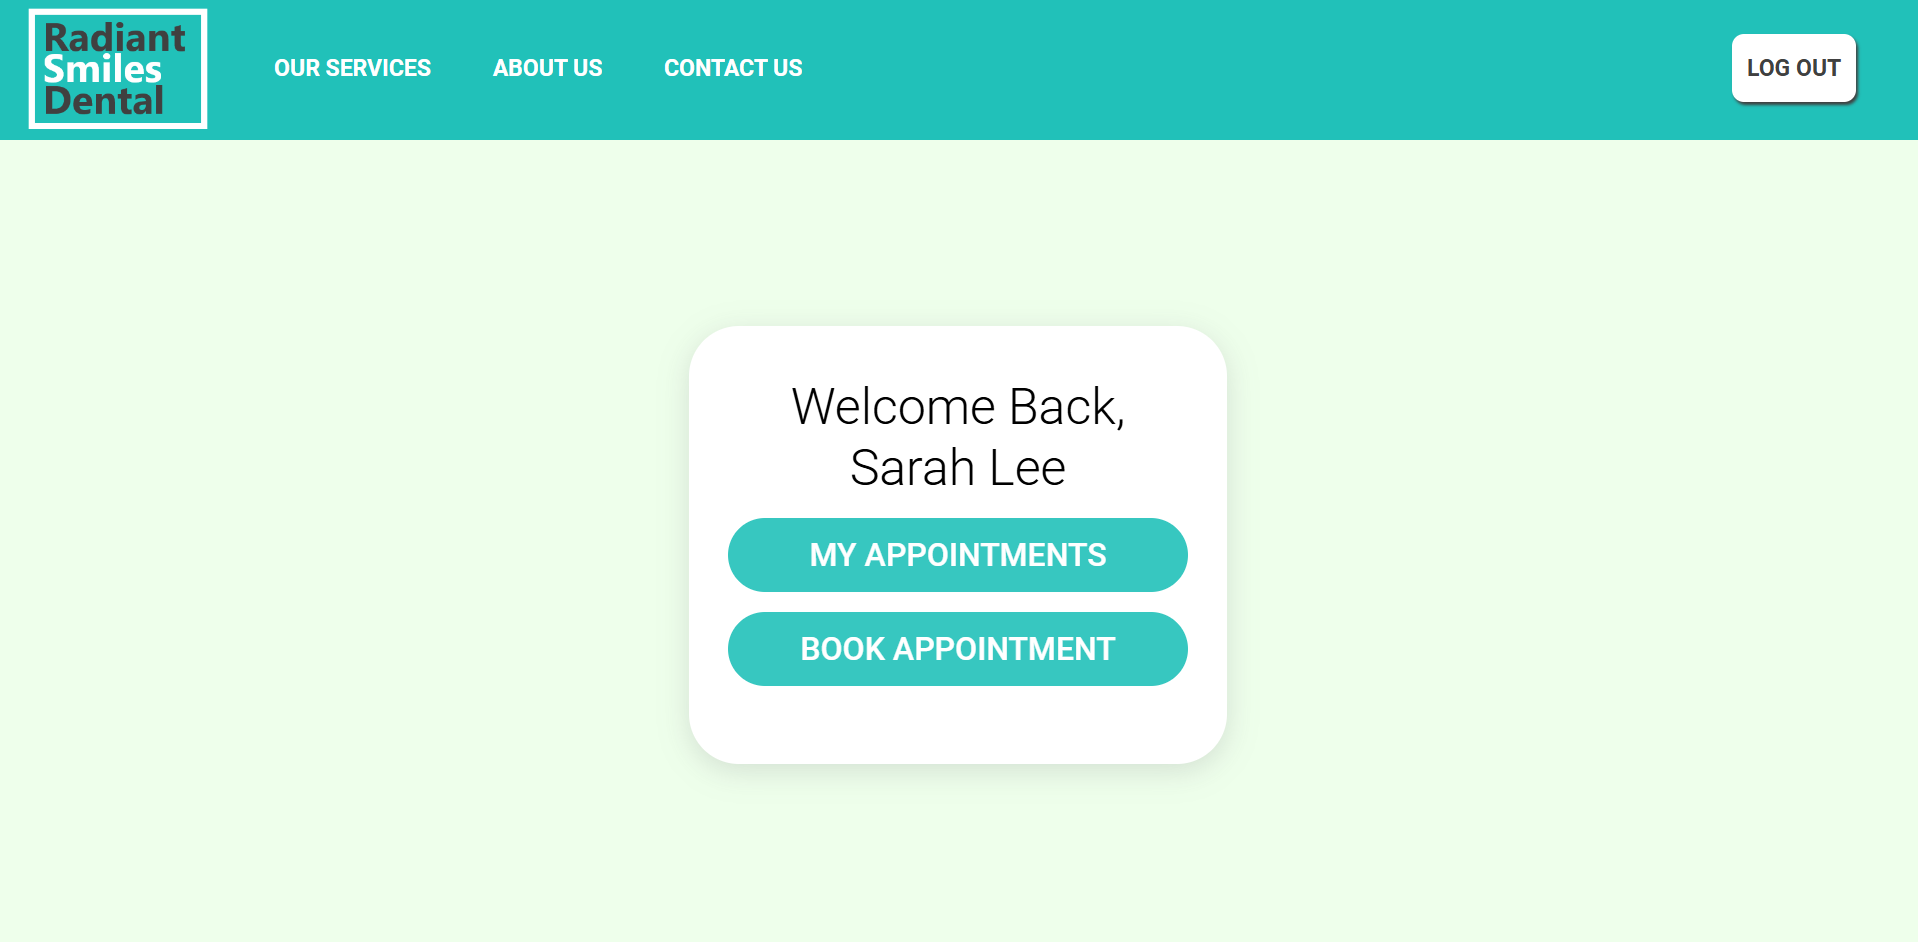 Radiant
Smiles
Dental
OUR SERVICES
ABOUT US
CONTACT US
LOG OUT
Welcome Back,
Sarah Lee
MY APPOINTMENTS
BOOK APPOINTMENT